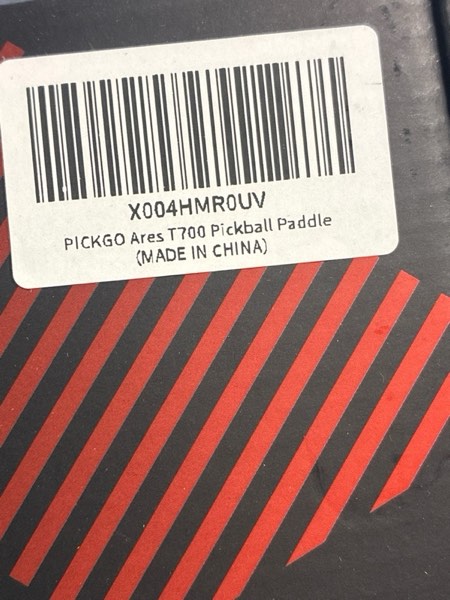 X004HMR0UV
PICKGO Ares T700 Pickball Paddle
(MADE IN CHINA)